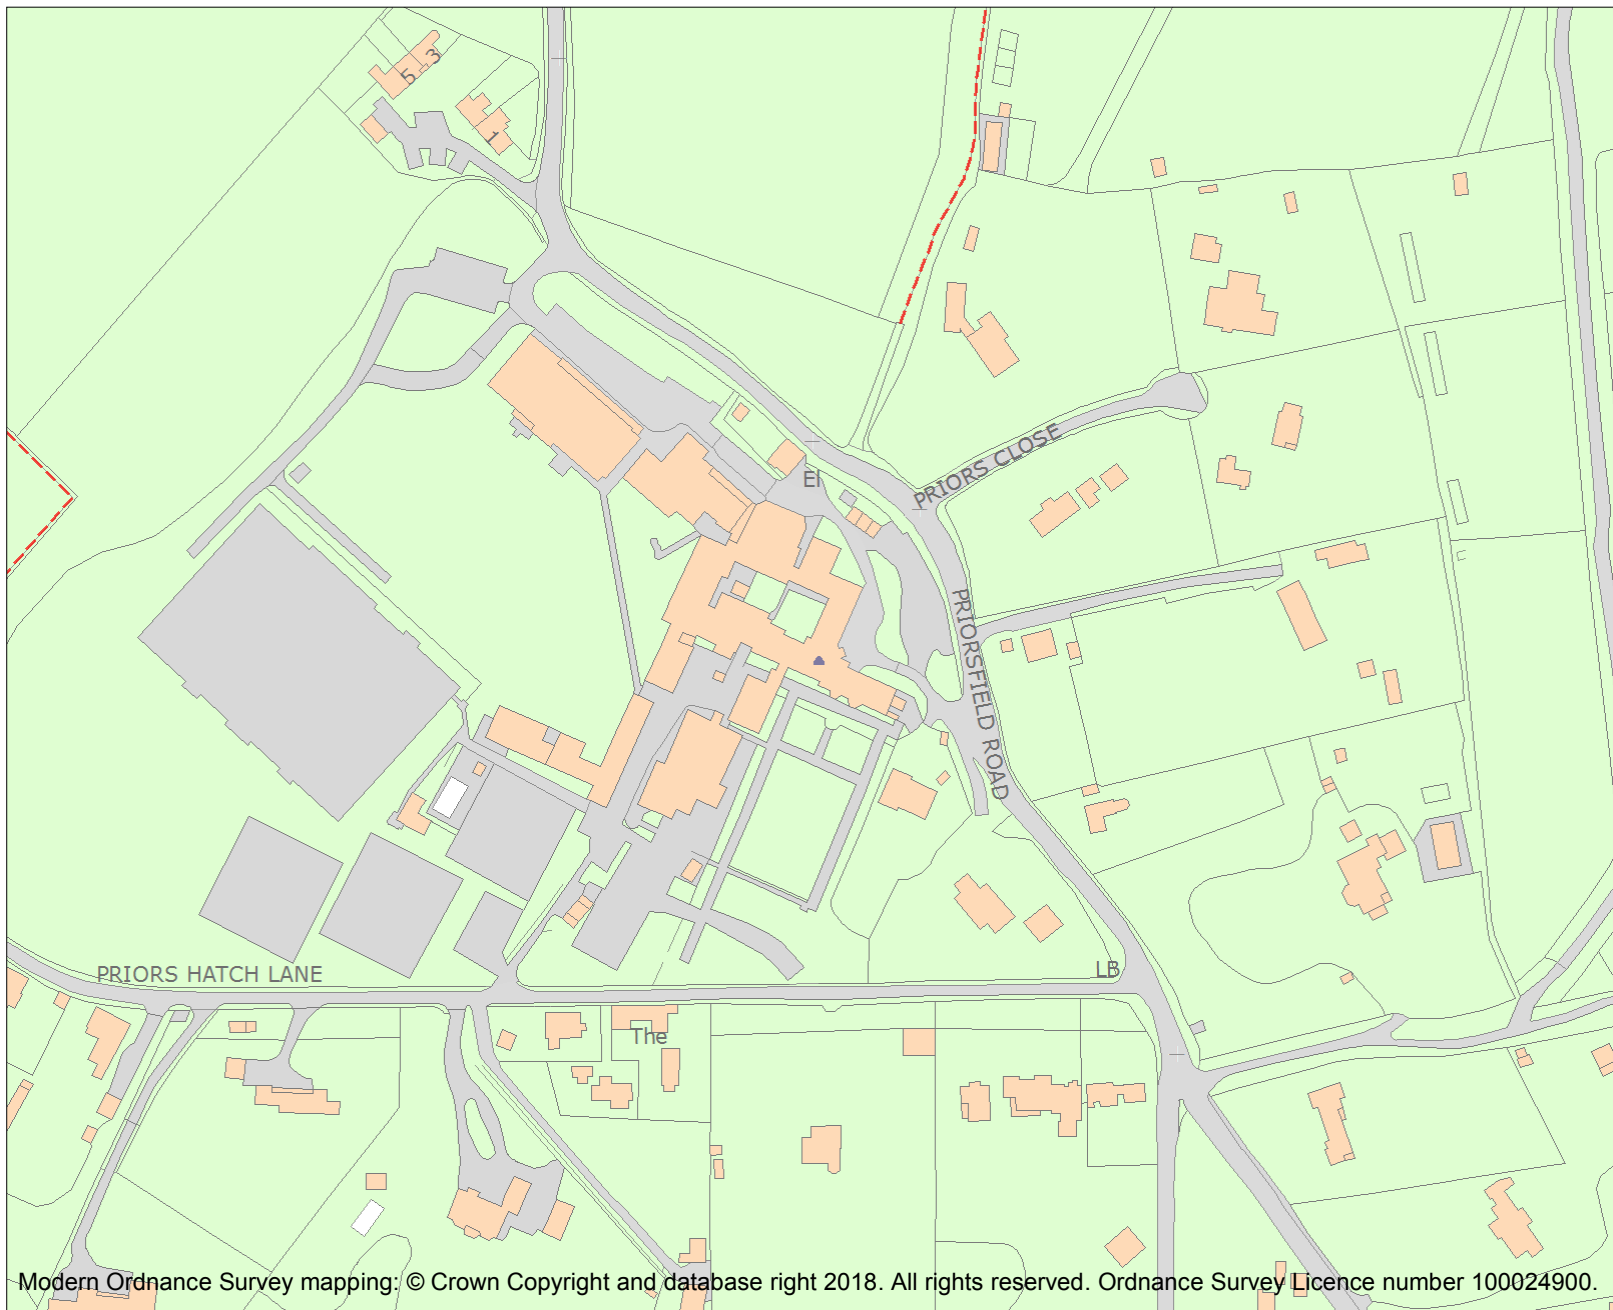 5
3
1
El
PRIORS CLOSE
PRIORSFIELD ROAD
PRIORS HATCH LANE
LB
The
Modern Ordnance Survey mapping: © Crown Copyright and database right 2018. All rights reserved. Ordnance Survey Licence number 100024900.